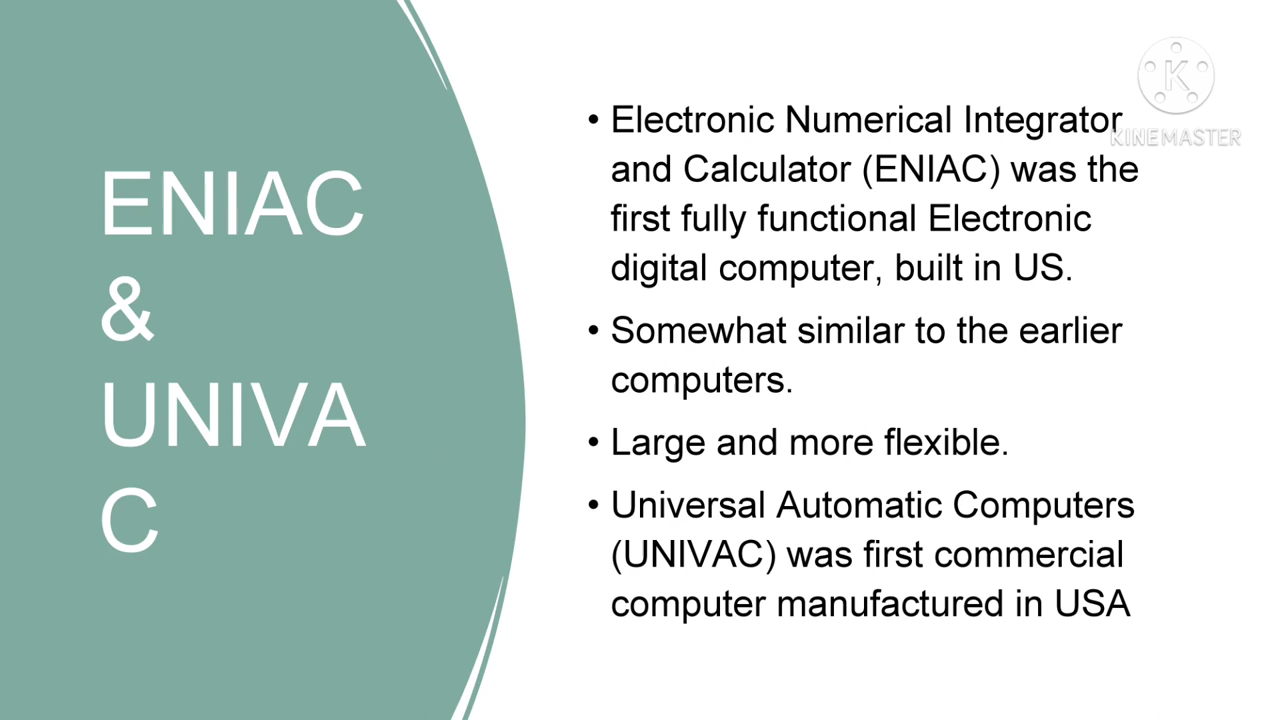 ENIAC
&
UNIVA
C
• Electronic Numerical Integrator
and Calculator (ENIAC) was the
first fully functional Electronic
digital computer, built in US.
• Somewhat similar to the earlier
computers.
• Large and more flexible.
• Universal Automatic Computers
(UNIVAC) was first commercial
computer manufactured in USA
K
KINEMASTER